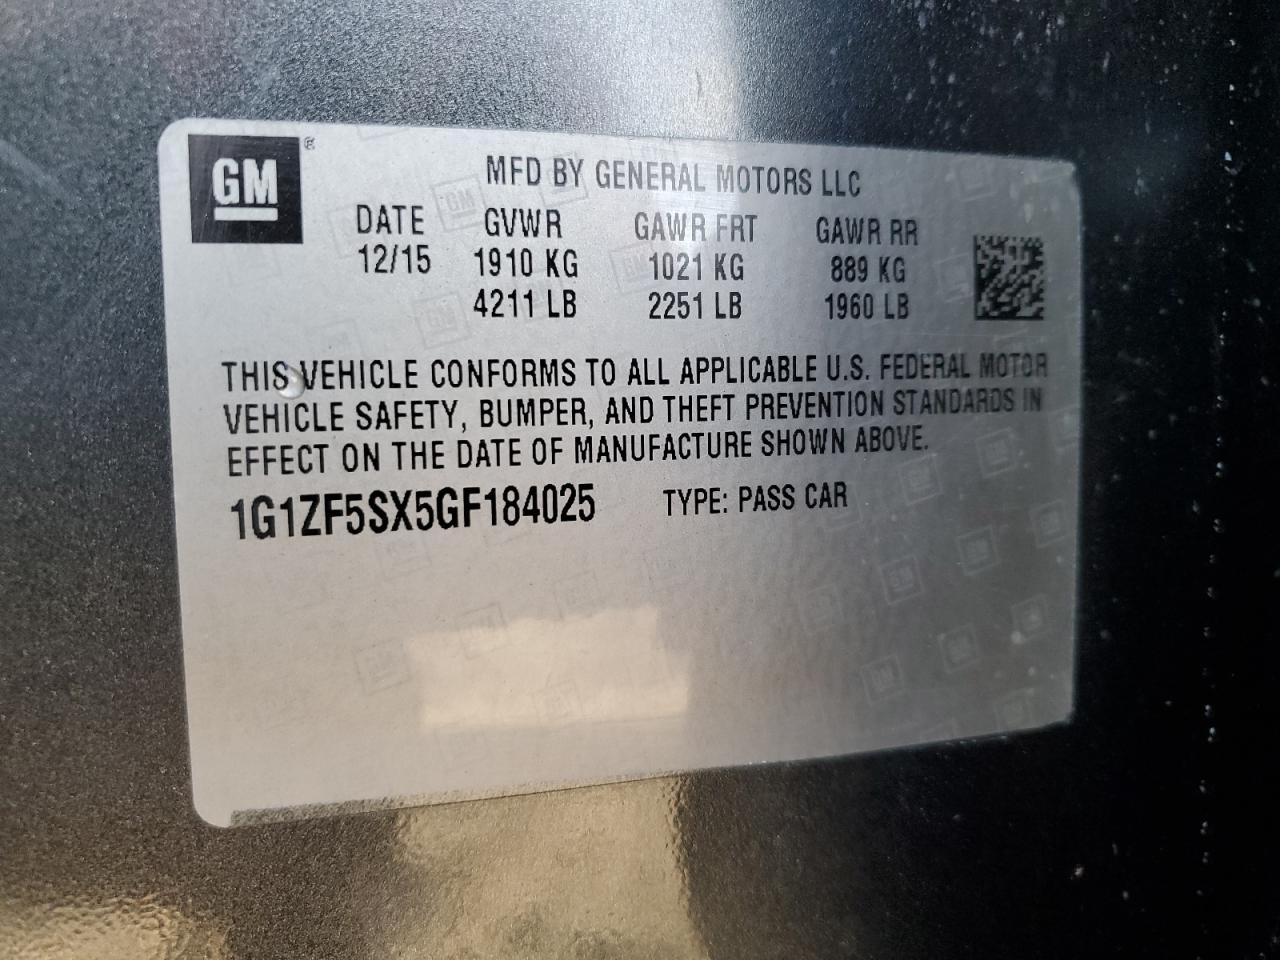 GM ®
MFD BY GENERAL MOTORS LLC
DATE GVWR GAWR FRT GAWR RR
12/15 1910 KG 1021 KG 889 KG
4211 LB 2251 LB 1960 LB
THIS VEHICLE CONFORMS TO ALL APPLICABLE U.S. FEDERAL MOTOR
VEHICLE SAFETY, BUMPER, AND THEFT PREVENTION STANDARDS IN
EFFECT ON THE DATE OF MANUFACTURE SHOWN ABOVE.
1G1ZF5SX5GF184025 TYPE: PASS CAR